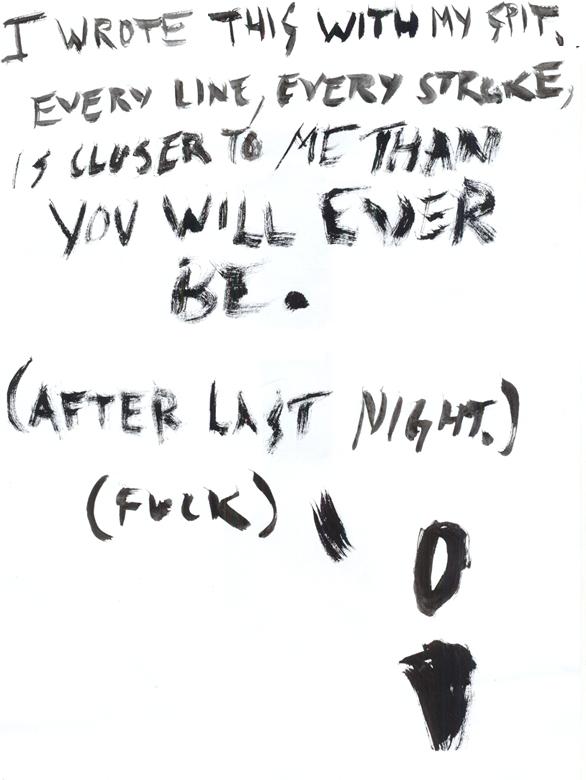 I WROTE THIS WITH MY SPIT.
EVERY LINE, EVERY STROKE,
IS CLOSER TO ME THAN
YOU WILL EVER
BE.
(AFTER LAST NIGHT.)
(FUCK)